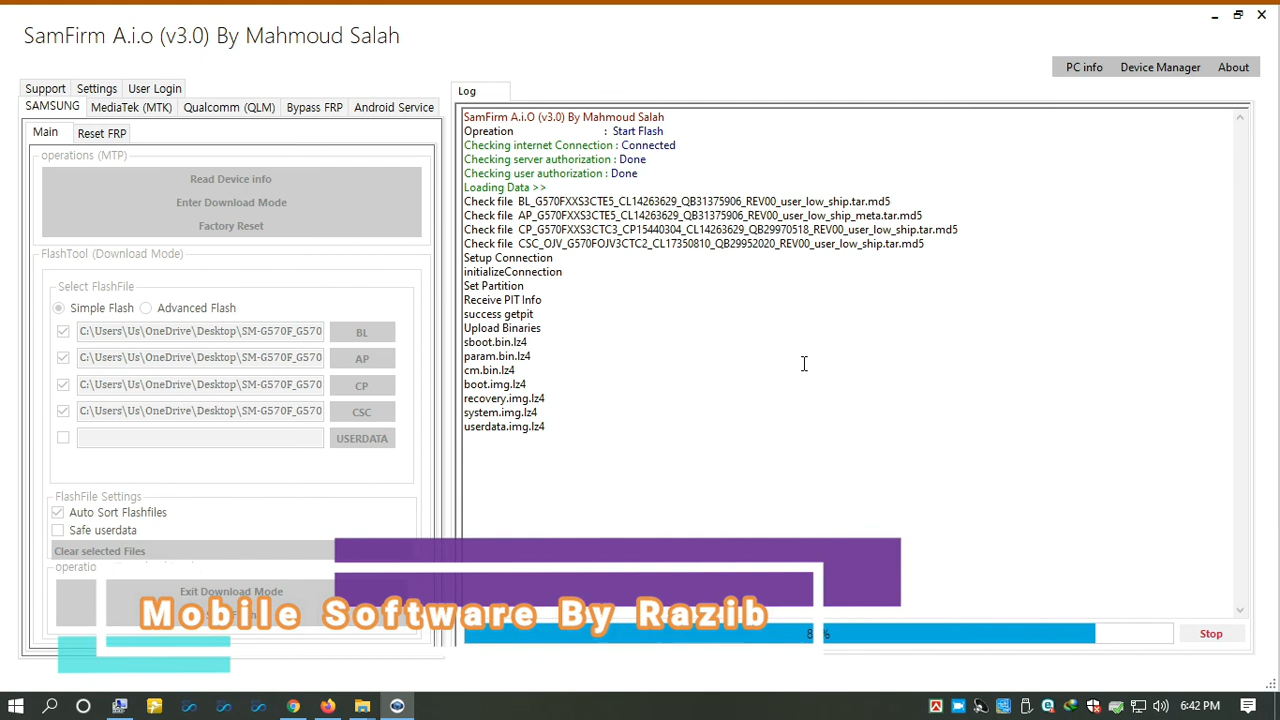 SamFirm A.i.o (v3.0) By Mahmoud Salah
PC info Device Manager About
Support Settings User Login
SAMSUNG MediaTek (MTK) Qualcomm (QLM) Bypass FRP Android Service
Main Reset FRP
operations (MTP)
Read Device info
Enter Download Mode
Factory Reset
FlashTool (Download Mode)
Select FlashFile
Simple Flash Advanced Flash
C:\Users\Us\OneDrive\Desktop\SM-G570F_G570 BL
C:\Users\Us\OneDrive\Desktop\SM-G570F_G570 AP
C:\Users\Us\OneDrive\Desktop\SM-G570F_G570 CP
C:\Users\Us\OneDrive\Desktop\SM-G570F_G570 CSC
USERDATA
FlashFile Settings
Auto Sort Flashfiles
Safe userdata
Clear selected Files
operatio
Exit Download Mode
Log
SamFirm A.i.O (v3.0) By Mahmoud Salah
Opreation : Start Flash
Checking internet Connection : Connected
Checking server authorization : Done
Checking user authorization : Done
Loading Data >>
Check file BL_G570FXXS3CTE5_CL14263629_QB31375906_REV00_user_low_ship.tar.md5
Check file AP_G570FXXS3CTE5_CL14263629_QB31375906_REV00_user_low_ship_meta.tar.md5
Check file CP_G570FXXS3CTC3_CP15440304_CL14263629_QB29970518_REV00_user_low_ship.tar.md5
Check file CSC_OJV_G570FOJV3CTC2_CL17350810_QB29952020_REV00_user_low_ship.tar.md5
Setup Connection
initializeConnection
Set Partition
Receive PIT Info
success getpit
Upload Binaries
sboot.bin.lz4
param.bin.lz4
cm.bin.lz4
boot.img.lz4
recovery.img.lz4
system.img.lz4
userdata.img.lz4
Mobile Software By Razib
Stop
6:42 PM